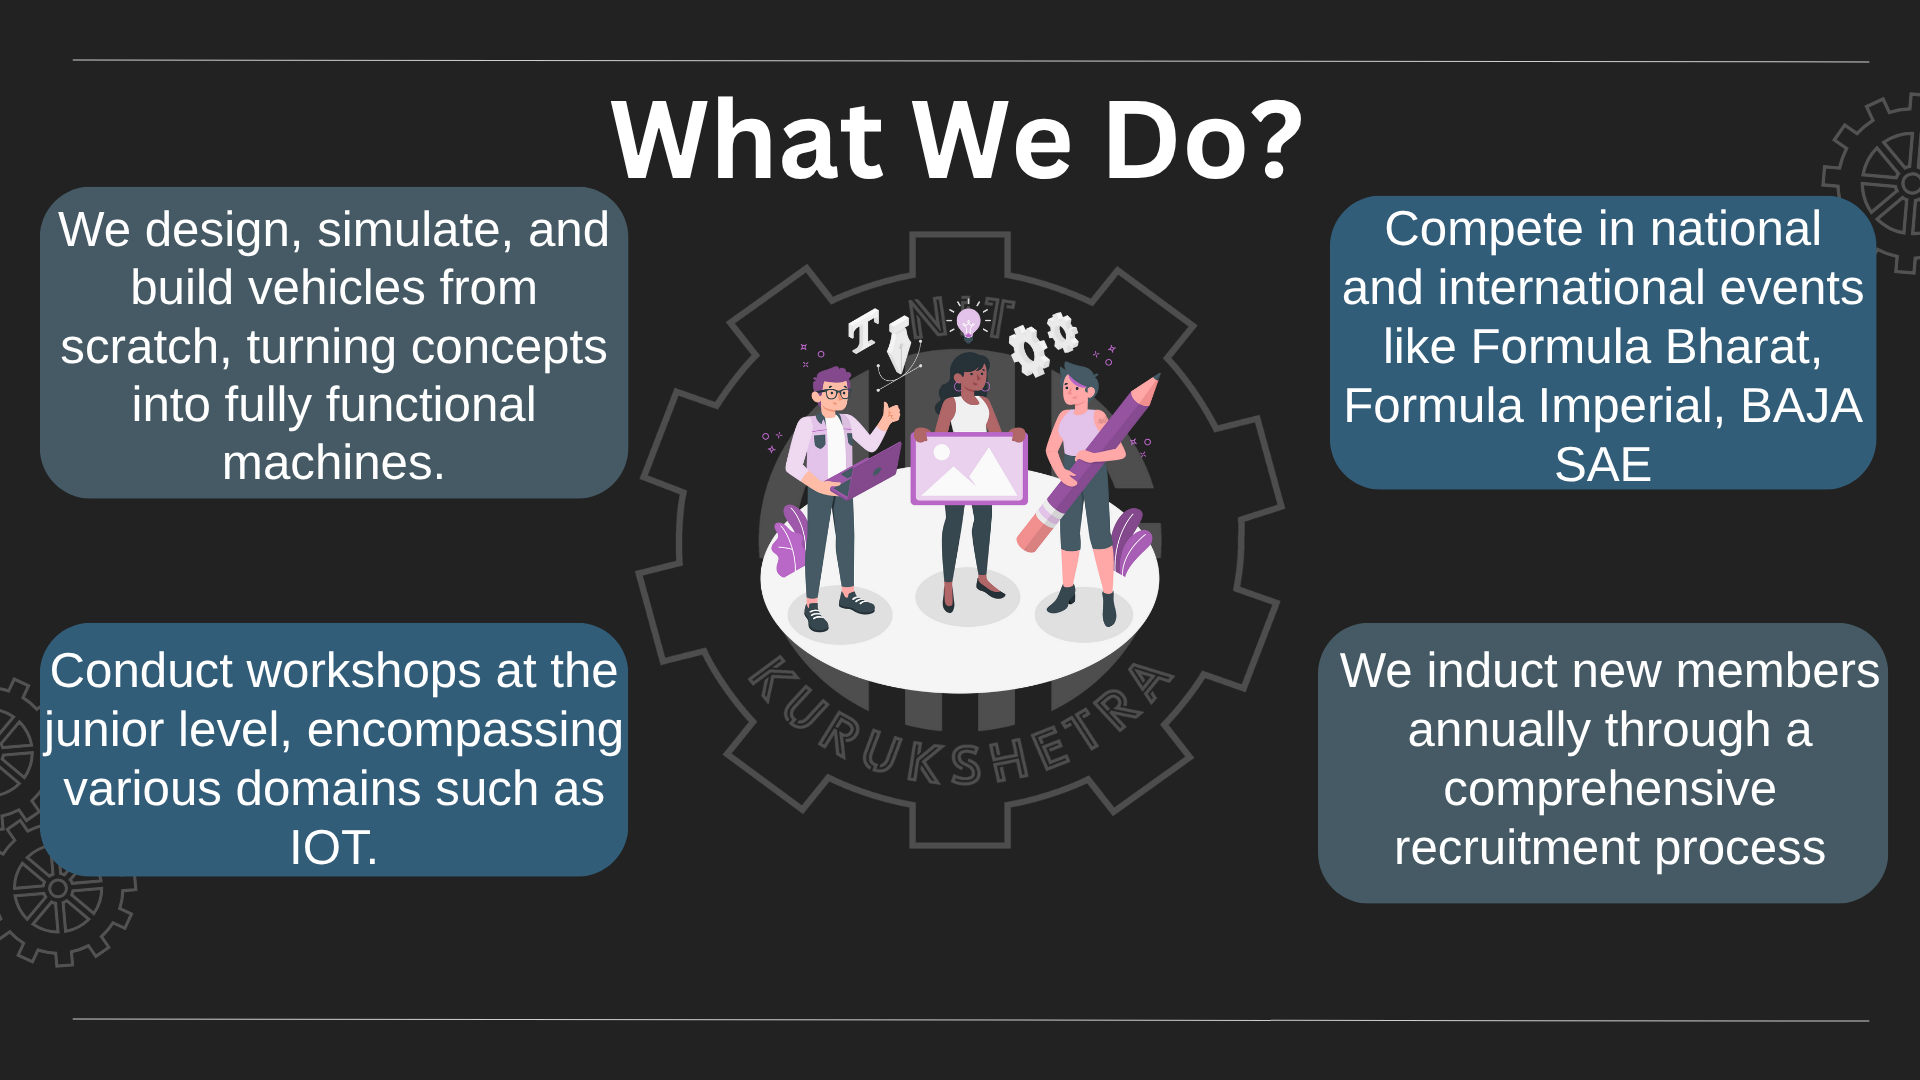 What We Do?
We design, simulate, and
build vehicles from
scratch, turning concepts
into fully functional
machines.
Compete in national
and international events
like Formula Bharat,
Formula Imperial, BAJA
SAE
Conduct workshops at the
junior level, encompassing
various domains such as
IOT.
We induct new members
annually through a
comprehensive
recruitment process
KURUKSHETRA